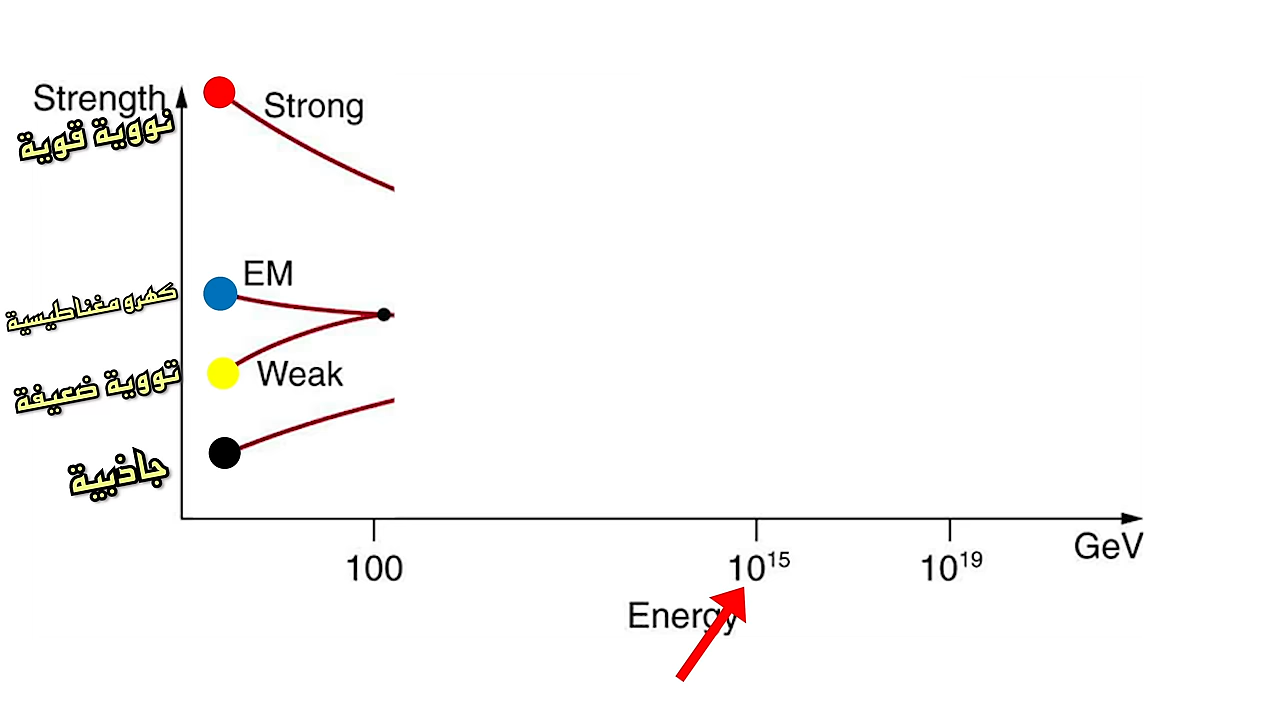 Strength
Strong
نووية قوية
EM
كهرومغناطيسية
Weak
نووية ضعيفة
جاذبية
GeV
100
10¹⁵
10¹⁹
Energy